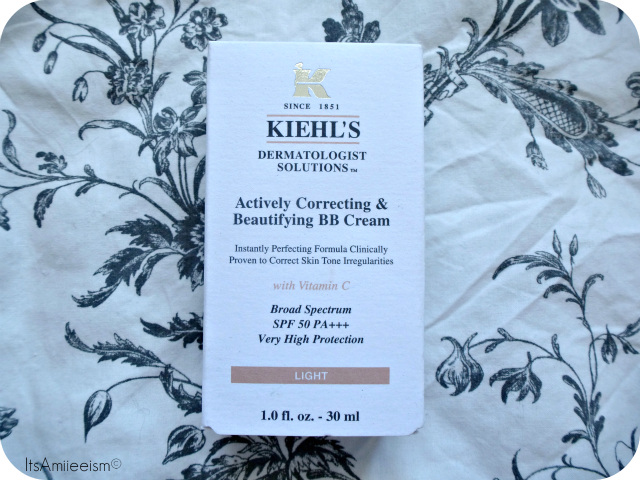 SINCE 1851
KIEHL'S
DERMATOLOGIST
SOLUTIONS™
Actively Correcting &
Beautifying BB Cream
Instantly Perfecting Formula Clinically
Proven to Correct Skin Tone Irregularities
with Vitamin C
Broad Spectrum
SPF 50 PA+++
Very High Protection
LIGHT
1.0 fl. oz. - 30 ml
ItsAmiieeism©